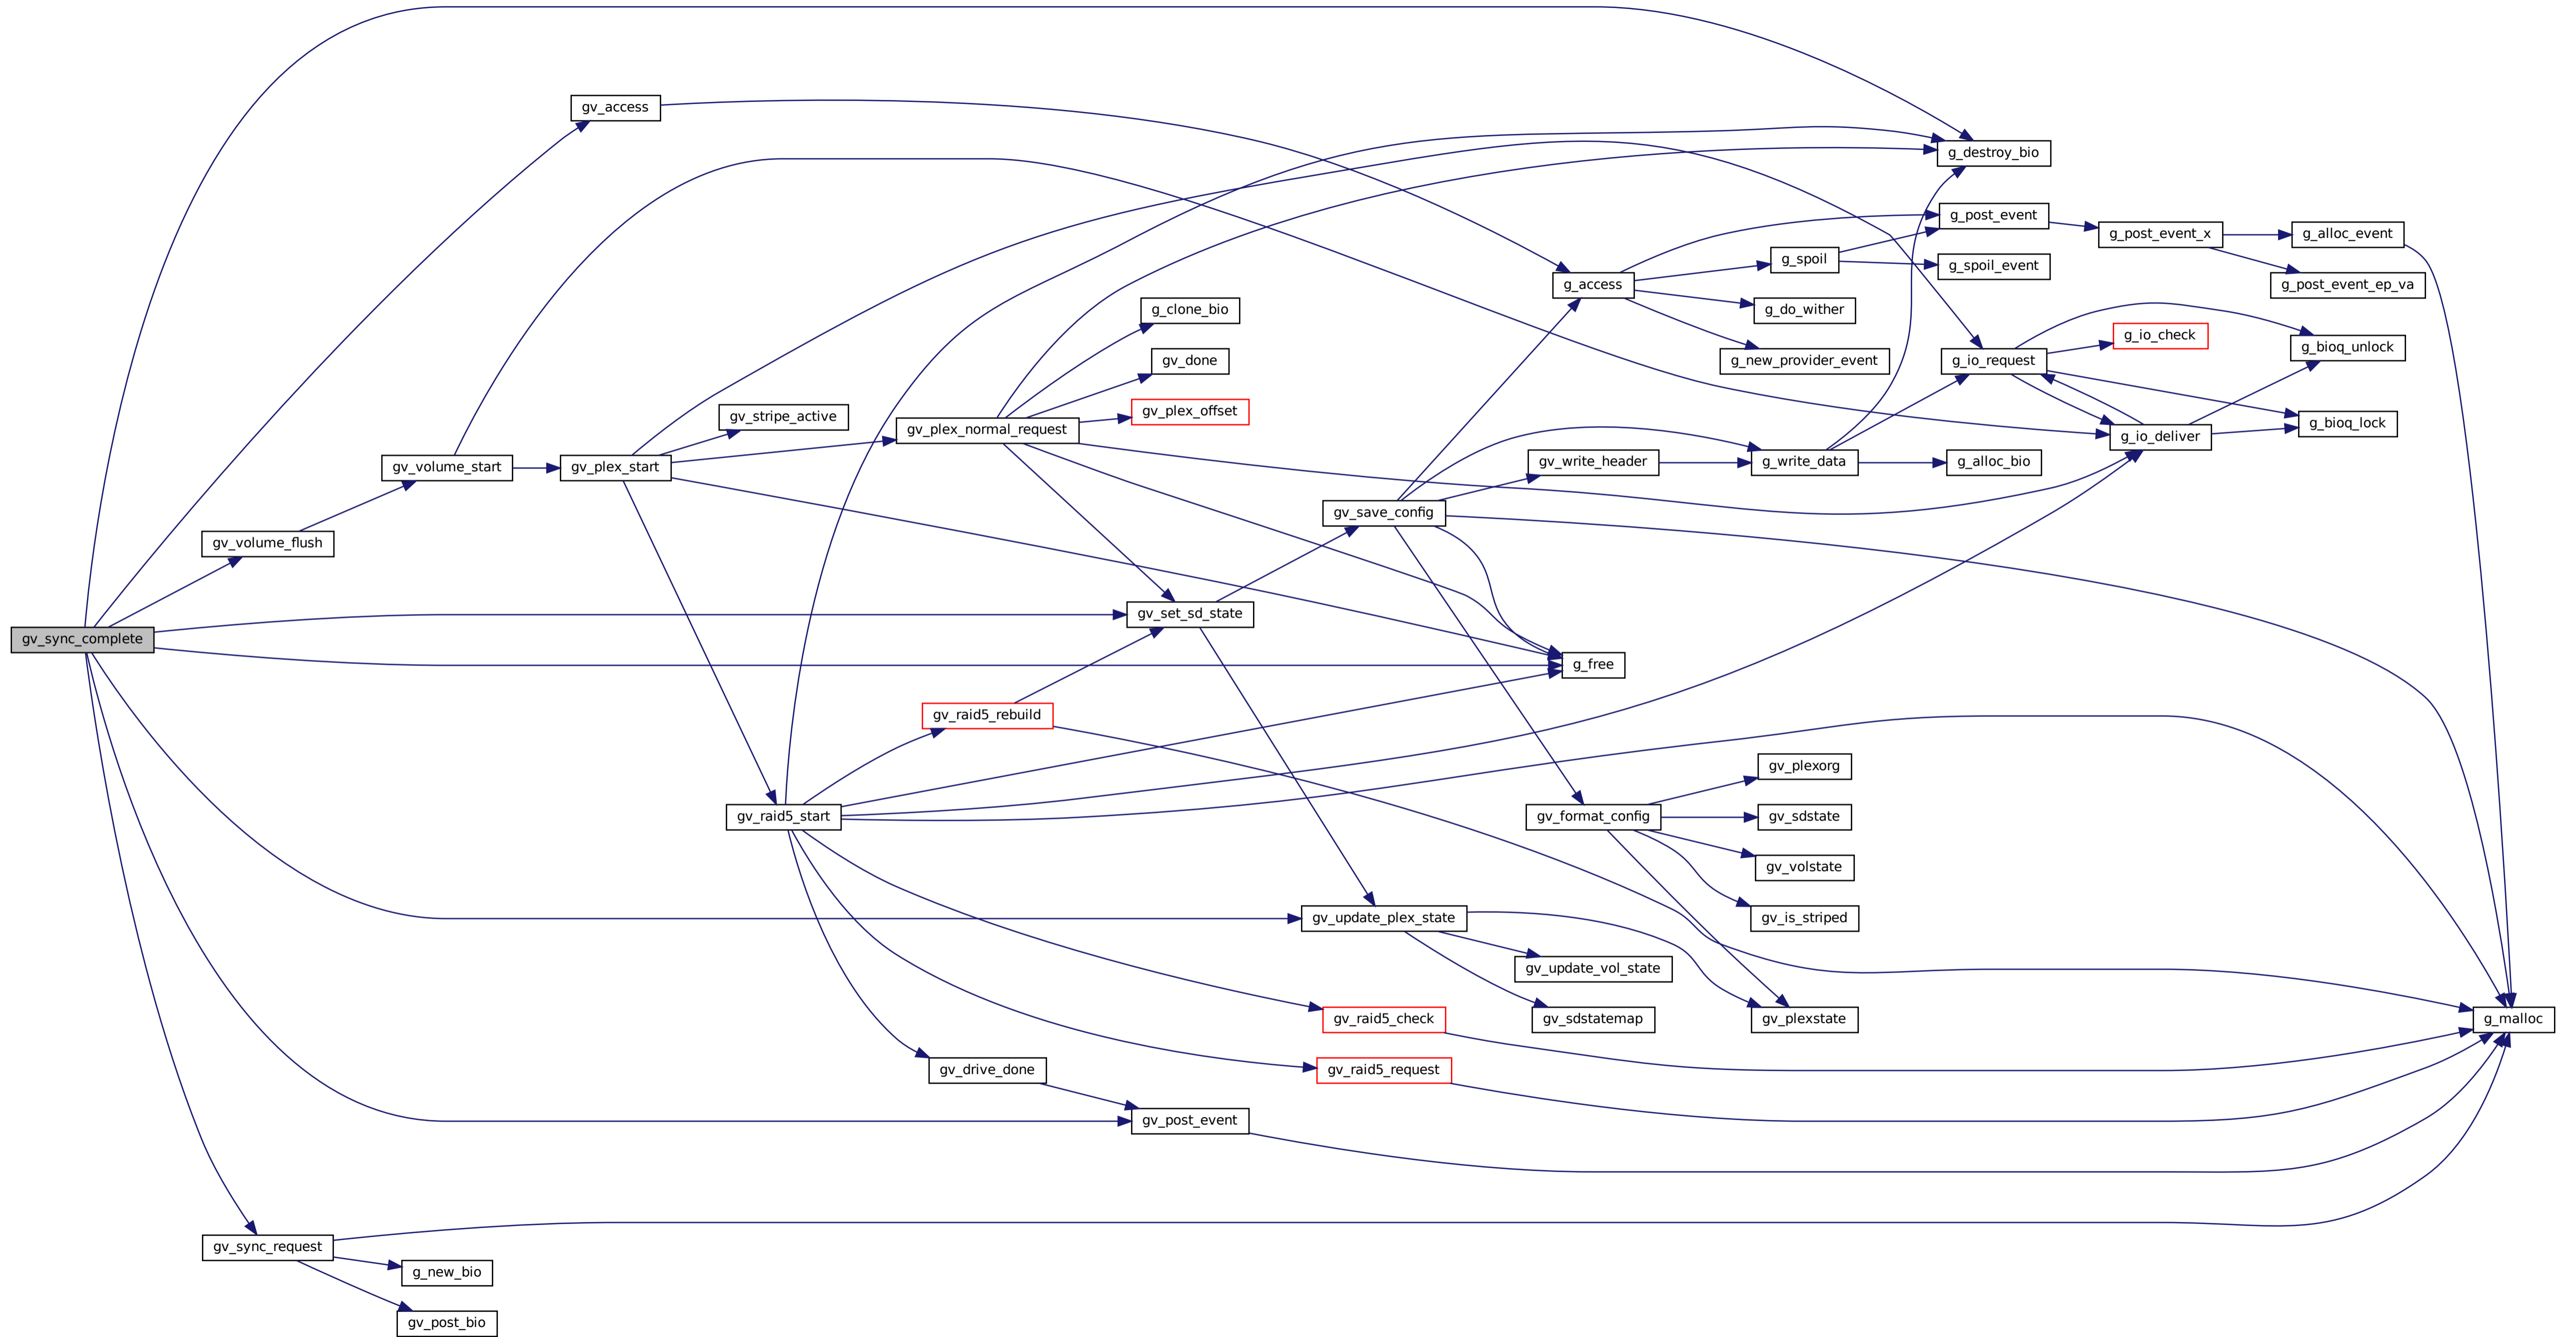 gv_access
g_destroy_bio
g_post_event
g_post_event_x
g_alloc_event
g_spoil
g_spoil_event
g_access
g_post_event_ep_va
g_clone_bio
g_do_wither
g_io_check
g_bioq_unlock
gv_done
g_new_provider_event
g_io_request
gv_plex_offset
gv_stripe_active
gv_plex_normal_request
g_bioq_lock
g_io_deliver
gv_volume_start
gv_plex_start
gv_write_header
g_write_data
g_alloc_bio
gv_save_config
gv_volume_flush
gv_set_sd_state
gv_sync_complete
g_free
gv_raid5_rebuild
gv_plexorg
gv_raid5_start
gv_format_config
gv_sdstate
gv_volstate
gv_update_plex_state
gv_is_striped
gv_update_vol_state
gv_raid5_check
gv_sdstatemap
gv_plexstate
g_malloc
gv_drive_done
gv_raid5_request
gv_post_event
gv_sync_request
g_new_bio
gv_post_bio